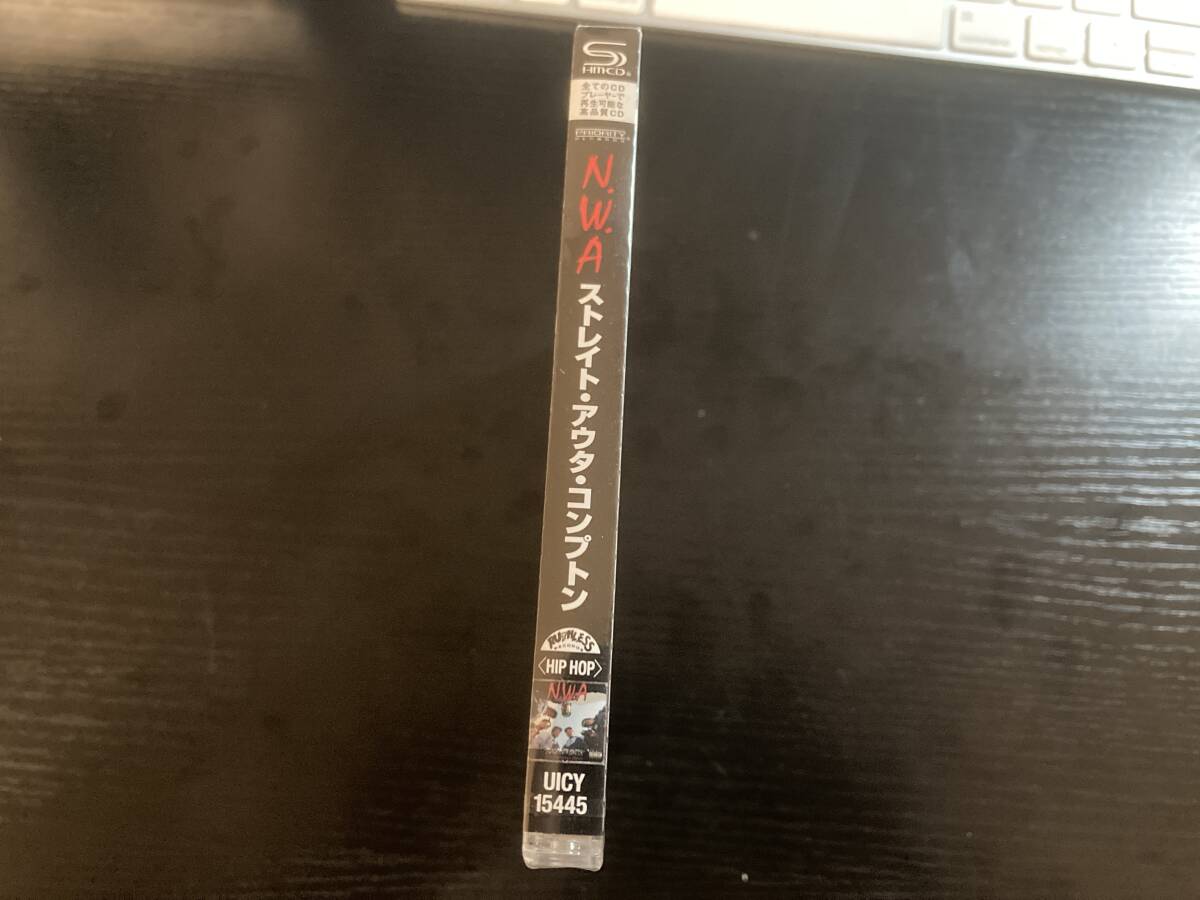 SHM-CD
全てのCD
プレーヤーで
再生可能な
高品質CD
PRIORITY
RECORDS
N.W.A
ストレイト・アウタ・コンプトン
RUTHLESS
RECORDS
〈HIP HOP〉
N.W.A
UICY
15445